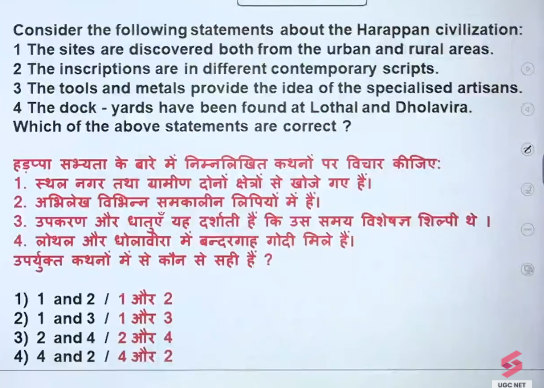 Consider the following statements about the Harappan civilization:
1 The sites are discovered both from the urban and rural areas.
2 The inscriptions are in different contemporary scripts.
3 The tools and metals provide the idea of the specialised artisans.
4 The dock - yards have been found at Lothal and Dholavira.
Which of the above statements are correct ?
हड़प्पा सभ्यता के बारे में निम्नलिखित कथनों पर विचार कीजिए:
1. स्थल नगर तथा ग्रामीण दोनों क्षेत्रों से खोजे गए हैं।
2. अभिलेख विभिन्न समकालीन लिपियों में हैं।
3. उपकरण और धातुएँ यह दर्शाती हैं कि उस समय विशेषज्ञ शिल्पी थे ।
4. लोथल और धोलावीरा में बन्दरगाह गोदी मिले हैं।
उपर्युक्त कथनों में से कौन से सही हैं ?
1) 1 and 2 / 1 और 2
2) 1 and 3 / 1 और 3
3) 2 and 4 / 2 और 4
4) 4 and 2 / 4 और 2
UGC NET